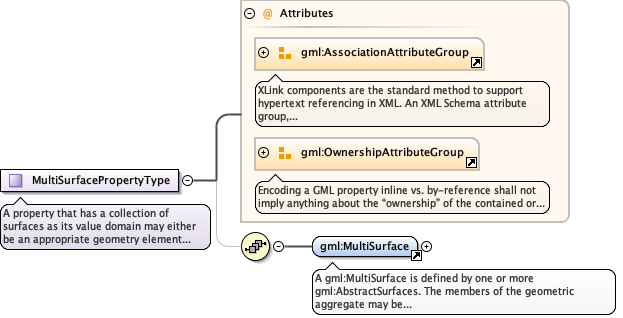 @ Attributes
gml:AssociationAttributeGroup
XLink components are the standard method to support
hypertext referencing in XML. An XML Schema attribute
group,...
gml:OwnershipAttributeGroup
Encoding a GML property inline vs. by-reference shall not
imply anything about the “ownership” of the contained or...
MultiSurfacePropertyType
A property that has a collection of
surfaces as its value domain may either
be an appropriate geometry element...
gml:MultiSurface
A gml:MultiSurface is defined by one or more
gml:AbstractSurfaces. The members of the geometric
aggregate may be...